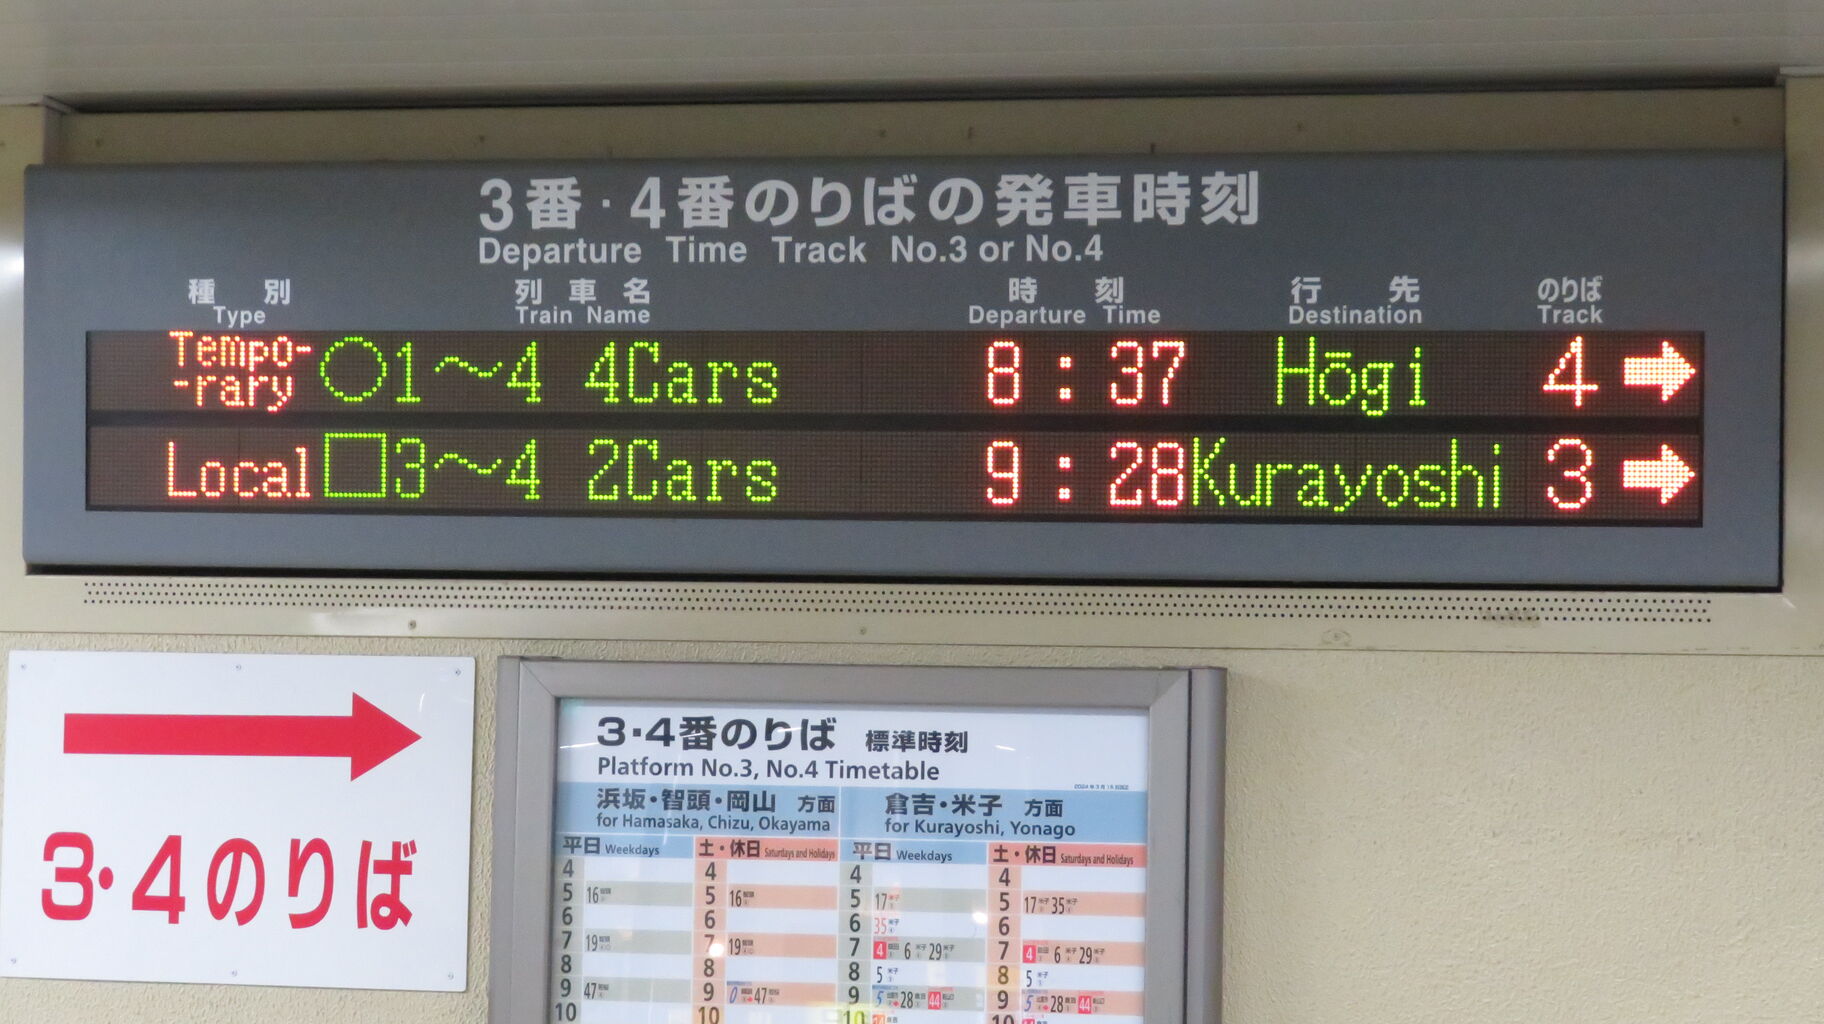 3番・4番のりばの発車時刻
Departure Time Track No.3 or No.4
種別 列車名 時刻 行先 のりば
Type Train Name Departure Time Destination Track
Tempo-
-rary ○1～4 4Cars 8:37 Hōgi 4 ➡
Local □3～4 2Cars 9:28 Kurayoshi 3 ➡
3・4のりば
3・4番のりば 標準時刻
Platform No.3, No.4 Timetable
浜坂・智頭・岡山 方面 倉吉・米子 方面
for Hamasaka, Chizu, Okayama for Kurayoshi, Yonago
平日 Weekdays 土・休日 Saturdays and Holidays 平日 Weekdays 土・休日 Saturdays and Holidays
4 4 4 4
5 16 5 16 5 17 5 17 35
6 6 6 35 6
7 19 7 19 7 4 6 29 7 4 6 29
8 8 8 5 8 5
9 47 9 0 47 9 5 28 44 9 5 28 44
10 10 10 10